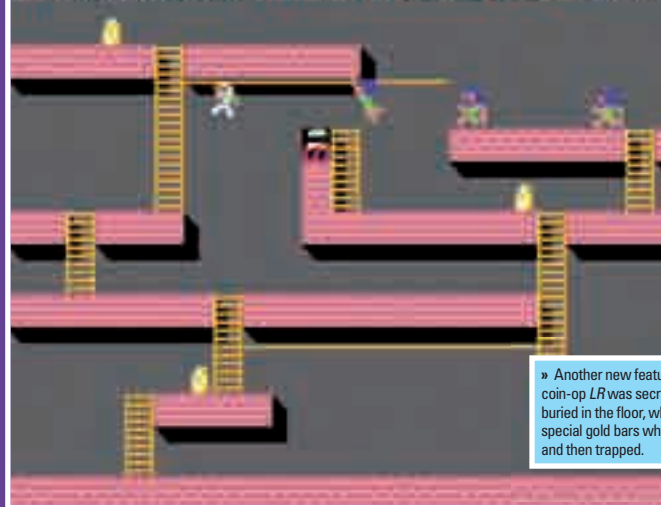 » Another new featu
coin-op LR was secr
buried in the floor, wh
special gold bars wh
and then trapped.